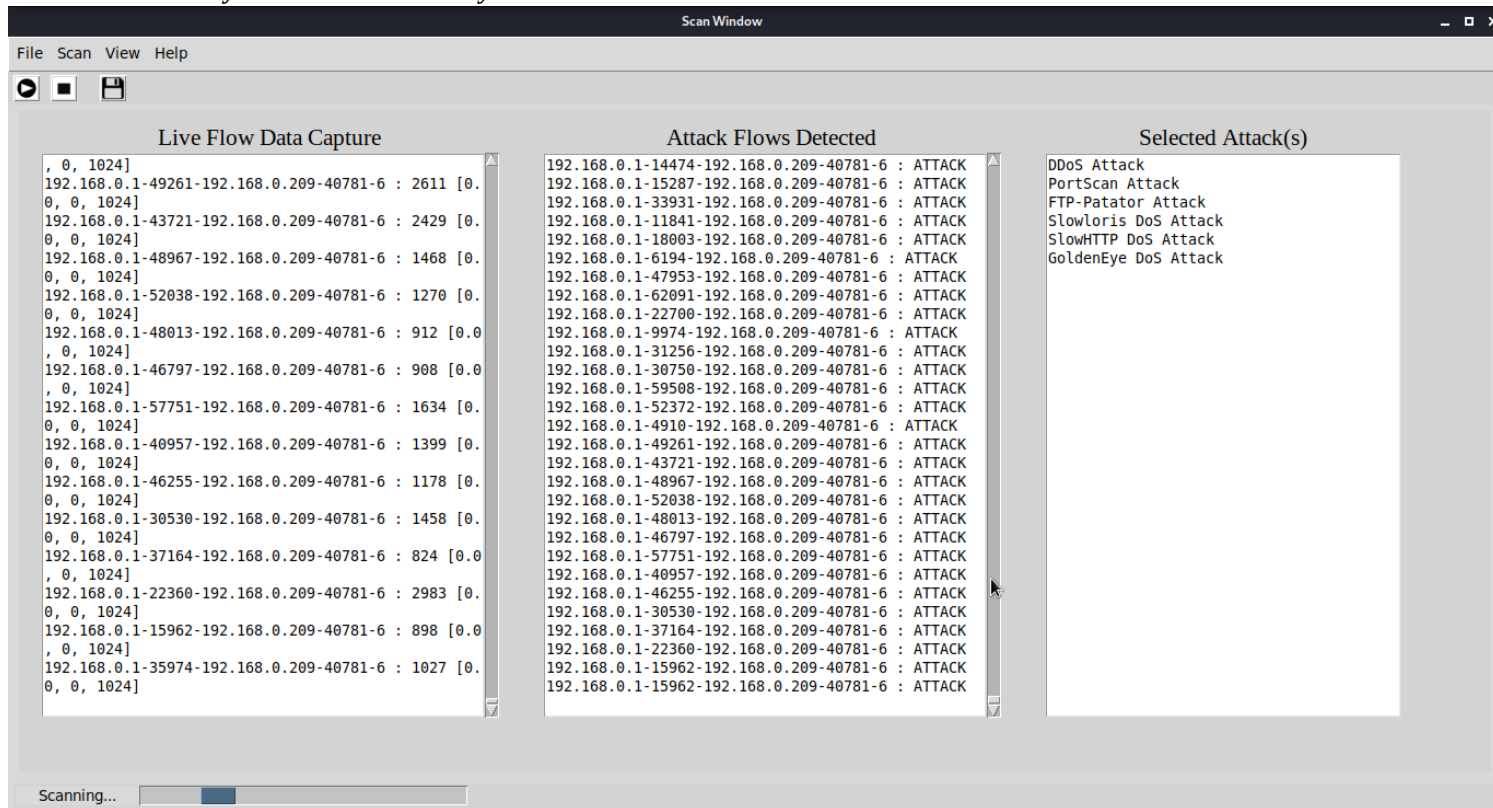 Scan Window
File Scan View Help
Live Flow Data Capture
, 0, 1024]
192.168.0.1-49261-192.168.0.209-40781-6 : 2611 [0.
0, 0, 1024]
192.168.0.1-43721-192.168.0.209-40781-6 : 2429 [0.
0, 0, 1024]
192.168.0.1-48967-192.168.0.209-40781-6 : 1468 [0.
0, 0, 1024]
192.168.0.1-52038-192.168.0.209-40781-6 : 1270 [0.
0, 0, 1024]
192.168.0.1-48013-192.168.0.209-40781-6 : 912 [0.0
, 0, 1024]
192.168.0.1-46797-192.168.0.209-40781-6 : 908 [0.0
, 0, 1024]
192.168.0.1-57751-192.168.0.209-40781-6 : 1634 [0.
0, 0, 1024]
192.168.0.1-40957-192.168.0.209-40781-6 : 1399 [0.
0, 0, 1024]
192.168.0.1-46255-192.168.0.209-40781-6 : 1178 [0.
0, 0, 1024]
192.168.0.1-30530-192.168.0.209-40781-6 : 1458 [0.
0, 0, 1024]
192.168.0.1-37164-192.168.0.209-40781-6 : 824 [0.0
, 0, 1024]
192.168.0.1-22360-192.168.0.209-40781-6 : 2983 [0.
0, 0, 1024]
192.168.0.1-15962-192.168.0.209-40781-6 : 898 [0.0
, 0, 1024]
192.168.0.1-35974-192.168.0.209-40781-6 : 1027 [0.
0, 0, 1024]
Attack Flows Detected
192.168.0.1-14474-192.168.0.209-40781-6 : ATTACK
192.168.0.1-15287-192.168.0.209-40781-6 : ATTACK
192.168.0.1-33931-192.168.0.209-40781-6 : ATTACK
192.168.0.1-11841-192.168.0.209-40781-6 : ATTACK
192.168.0.1-18003-192.168.0.209-40781-6 : ATTACK
192.168.0.1-6194-192.168.0.209-40781-6 : ATTACK
192.168.0.1-47953-192.168.0.209-40781-6 : ATTACK
192.168.0.1-62091-192.168.0.209-40781-6 : ATTACK
192.168.0.1-22700-192.168.0.209-40781-6 : ATTACK
192.168.0.1-9974-192.168.0.209-40781-6 : ATTACK
192.168.0.1-31256-192.168.0.209-40781-6 : ATTACK
192.168.0.1-30750-192.168.0.209-40781-6 : ATTACK
192.168.0.1-59508-192.168.0.209-40781-6 : ATTACK
192.168.0.1-52372-192.168.0.209-40781-6 : ATTACK
192.168.0.1-4910-192.168.0.209-40781-6 : ATTACK
192.168.0.1-49261-192.168.0.209-40781-6 : ATTACK
192.168.0.1-43721-192.168.0.209-40781-6 : ATTACK
192.168.0.1-48967-192.168.0.209-40781-6 : ATTACK
192.168.0.1-52038-192.168.0.209-40781-6 : ATTACK
192.168.0.1-48013-192.168.0.209-40781-6 : ATTACK
192.168.0.1-46797-192.168.0.209-40781-6 : ATTACK
192.168.0.1-57751-192.168.0.209-40781-6 : ATTACK
192.168.0.1-40957-192.168.0.209-40781-6 : ATTACK
192.168.0.1-46255-192.168.0.209-40781-6 : ATTACK
192.168.0.1-30530-192.168.0.209-40781-6 : ATTACK
192.168.0.1-37164-192.168.0.209-40781-6 : ATTACK
192.168.0.1-22360-192.168.0.209-40781-6 : ATTACK
192.168.0.1-15962-192.168.0.209-40781-6 : ATTACK
192.168.0.1-15962-192.168.0.209-40781-6 : ATTACK
Selected Attack(s)
DDoS Attack
PortScan Attack
FTP-Patator Attack
Slowloris DoS Attack
SlowHTTP DoS Attack
GoldenEye DoS Attack
Scanning...